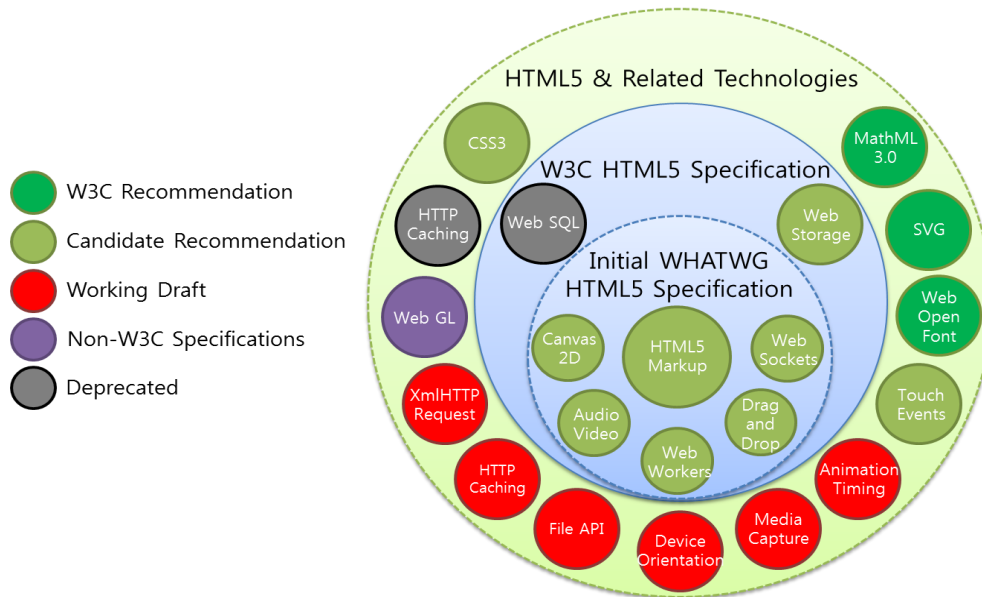 HTML5 & Related Technologies
CSS3
MathML
3.0
W3C HTML5 Specification
W3C Recommendation
HTTP
Caching
Web SQL
Web
Storage
SVG
Candidate Recommendation
Initial WHATWG
HTML5 Specification
Working Draft
Web GL
Web
Open
Font
Non-W3C Specifications
Canvas
2D
HTML5
Markup
Web
Sockets
Deprecated
XmlHTTP
Request
Audio
Video
Drag
and
Drop
Touch
Events
Web
Workers
HTTP
Caching
Animation
Timing
File API
Device
Orientation
Media
Capture